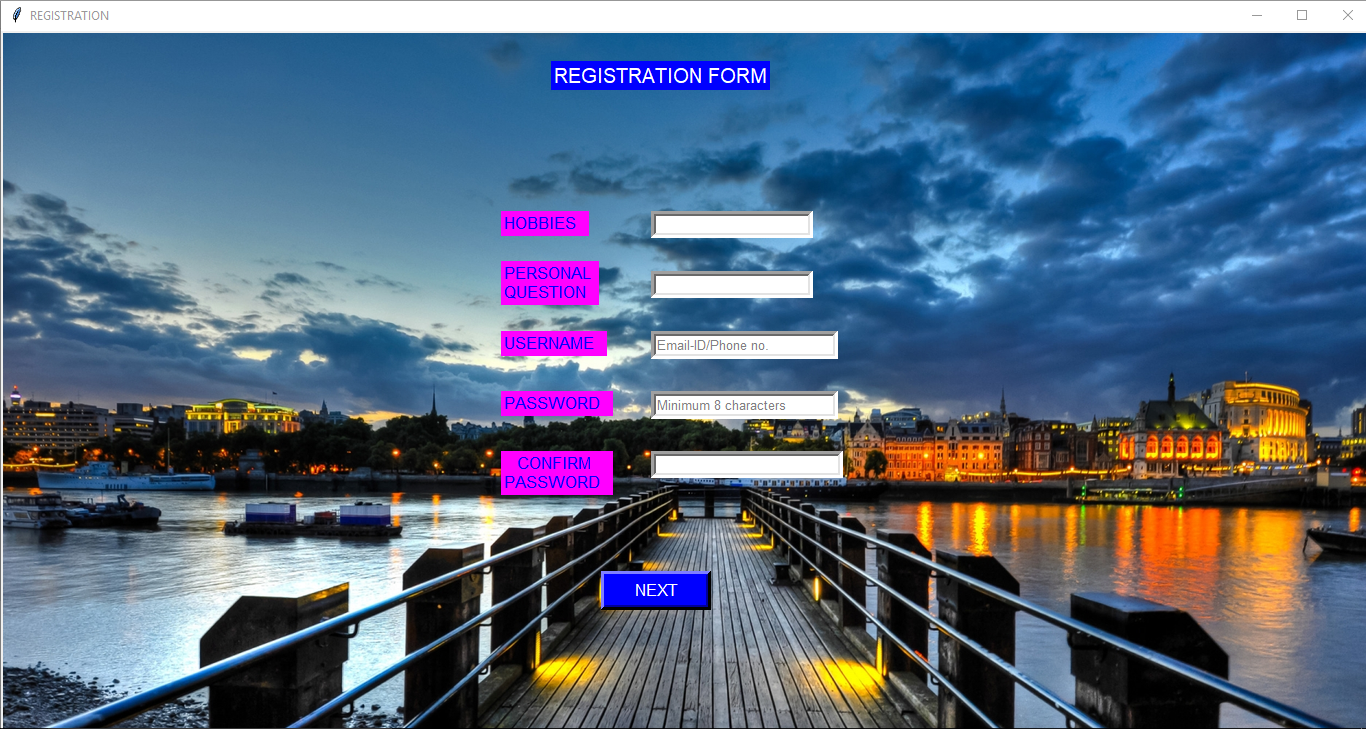 REGISTRATION
REGISTRATION FORM
HOBBIES
PERSONAL
QUESTION
USERNAME
Email-ID/Phone no.
PASSWORD
Minimum 8 characters
CONFIRM
PASSWORD
NEXT